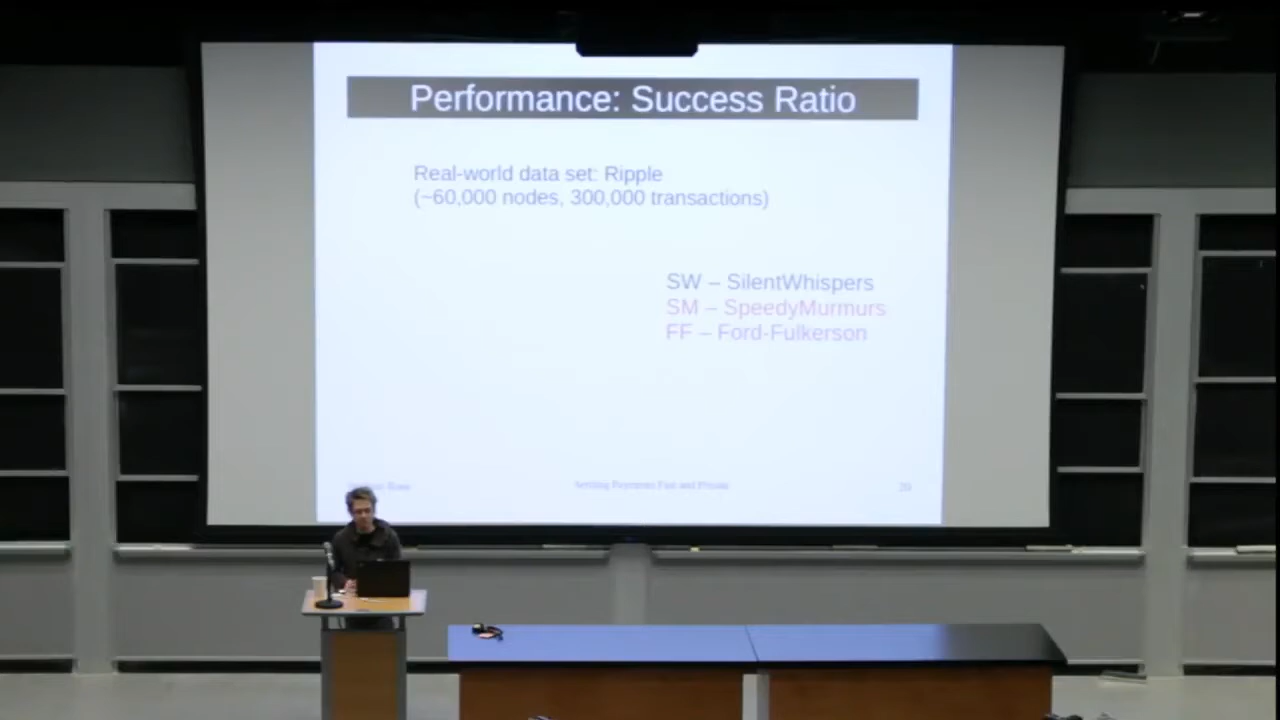 Performance: Success Ratio
Real-world data set: Ripple
(~60,000 nodes, 300,000 transactions)
SW – SilentWhispers
SM – SpeedyMurmurs
FF – Ford-Fulkerson
Settling Payments Fast and Private